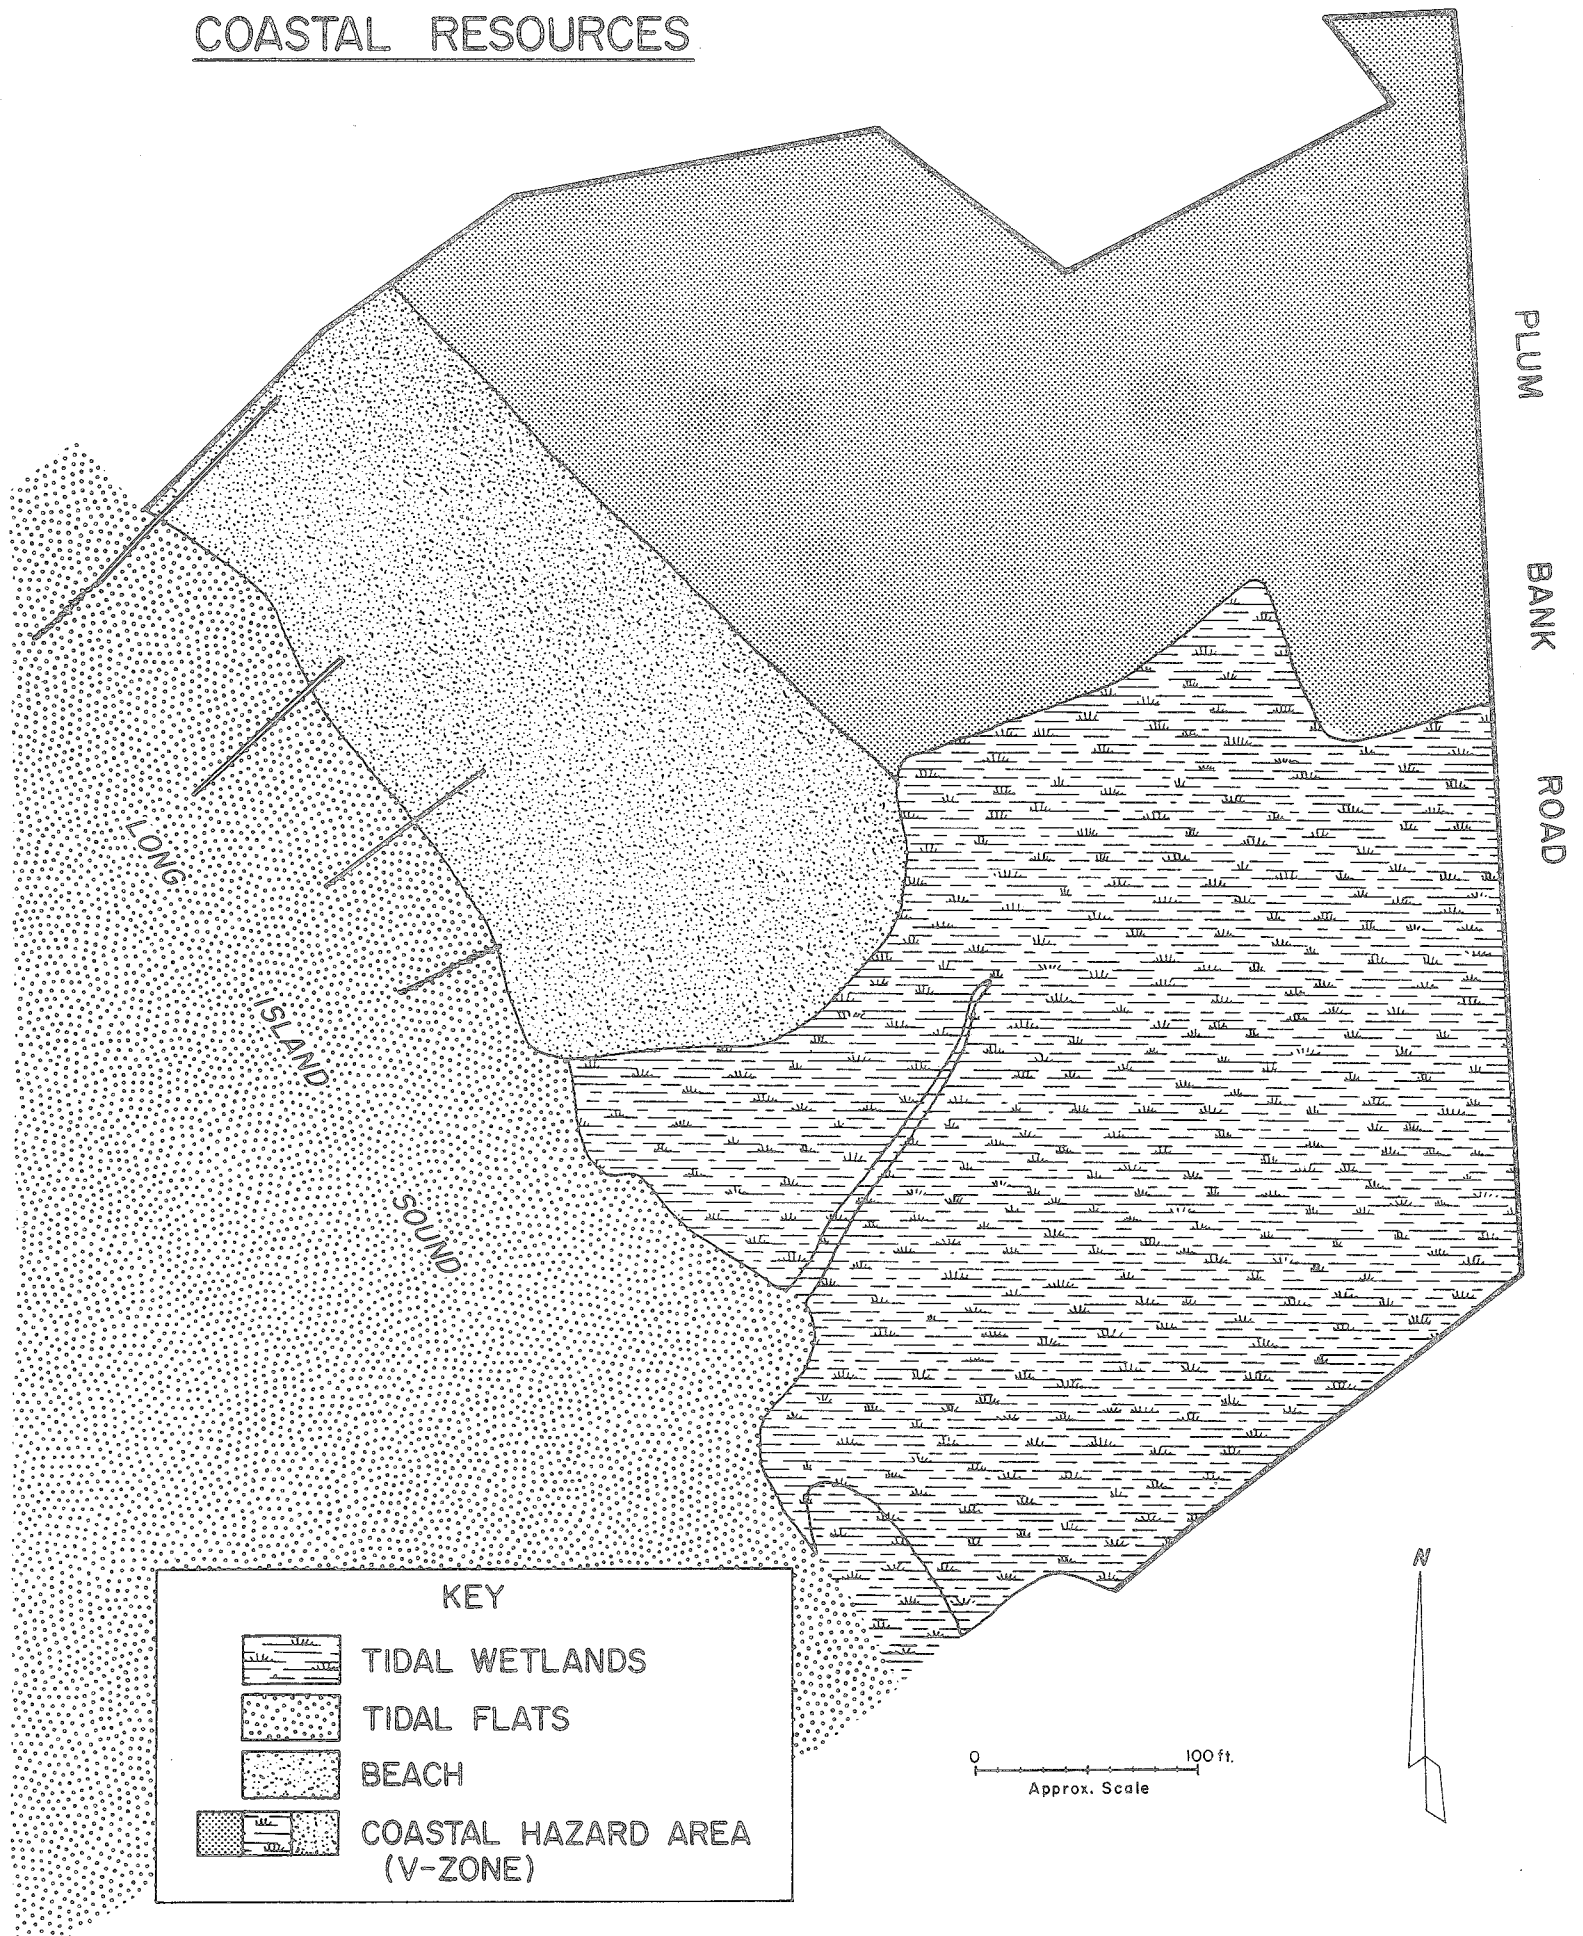 COASTAL RESOURCES
PLUM
BANK
ROAD
LONG
ISLAND
SOUND
N
KEY
TIDAL WETLANDS
TIDAL FLATS
BEACH
COASTAL HAZARD AREA
(V-ZONE)
0 100 ft.
Approx. Scale